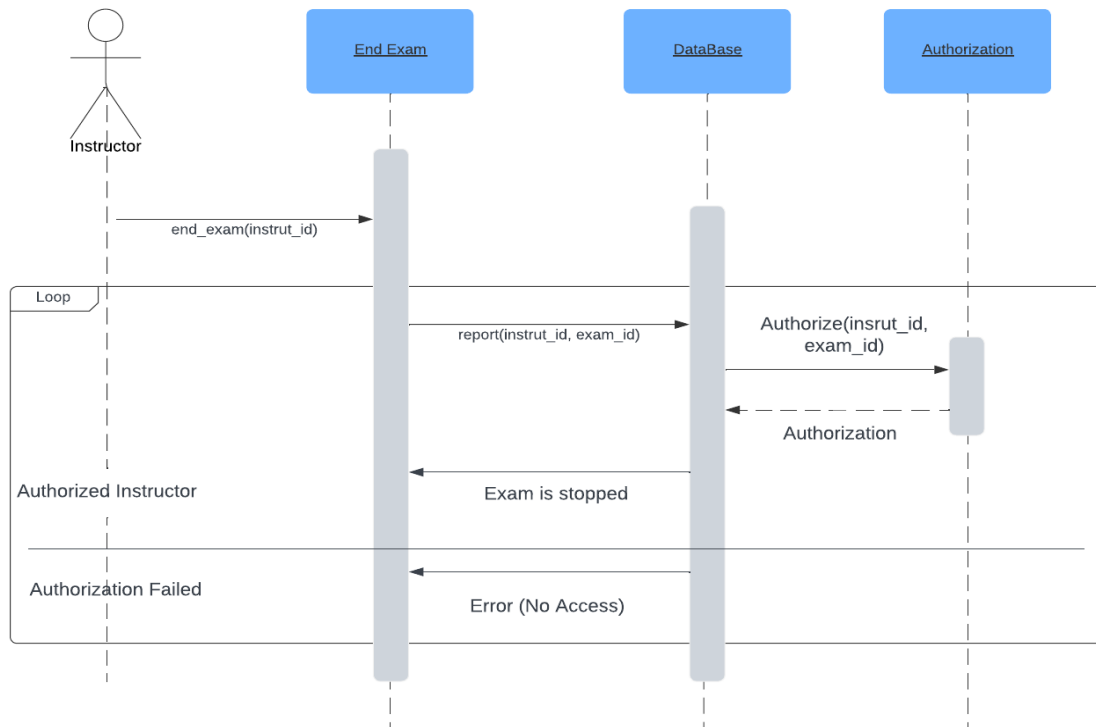 End Exam
DataBase
Authorization
Instructor
end_exam(instrut_id)
Loop
report(instrut_id, exam_id)
Authorize(insrut_id,
exam_id)
Authorization
Authorized Instructor
Exam is stopped
Authorization Failed
Error (No Access)